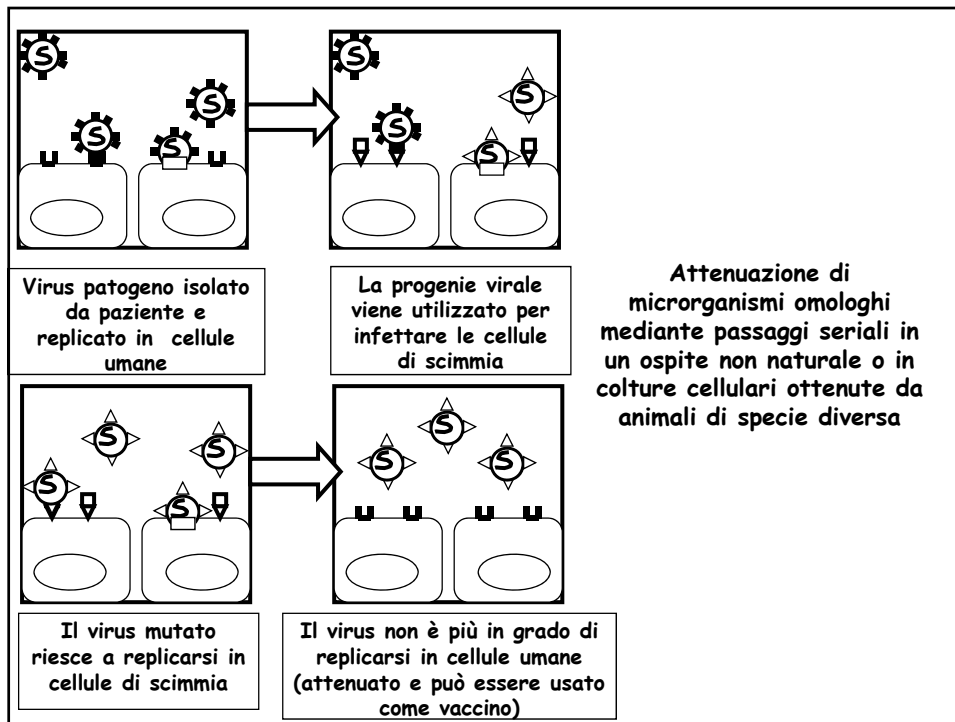 Virus patogeno isolato
da paziente e
replicato in cellule
umane
La progenie virale
viene utilizzato per
infettare le cellule
di scimmia
Attenuazione di
microrganismi omologhi
mediante passaggi seriali in
un ospite non naturale o in
colture cellulari ottenute da
animali di specie diversa
Il virus mutato
riesce a replicarsi in
cellule di scimmia
Il virus non è più in grado di
replicarsi in cellule umane
(attenuato e può essere usato
come vaccino)